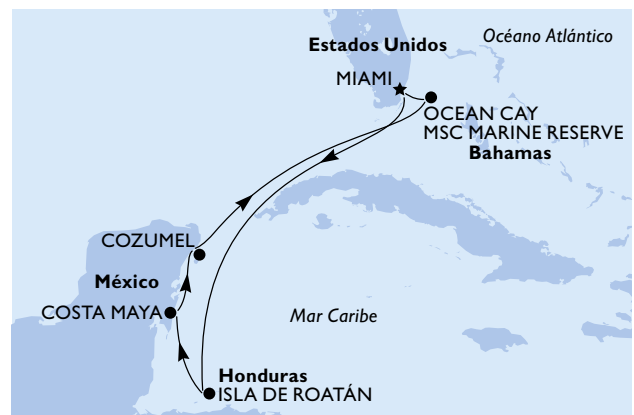 Océano Atlántico
Estados Unidos
MIAMI
OCEAN CAY
MSC MARINE RESERVE
Bahamas
COZUMEL
México
COSTA MAYA
Mar Caribe
Honduras
ISLA DE ROATÁN